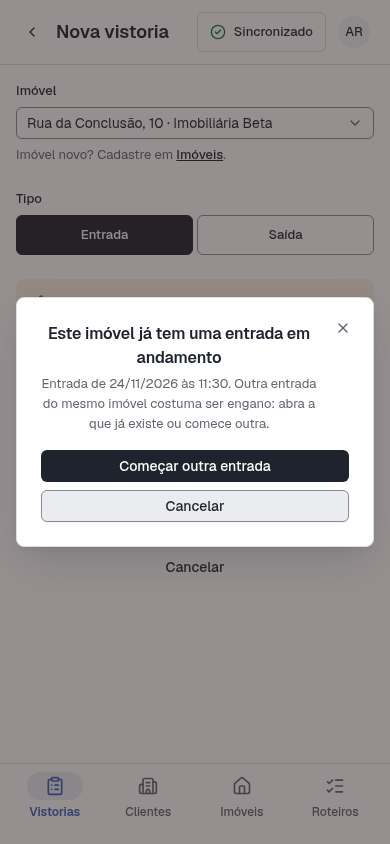 Nova vistoria
Sincronizado
AR
Imóvel
Rua da Conclusão, 10 · Imobiliária Beta
Imóvel novo? Cadastre em Imóveis.
Tipo
Entrada
Saída
Este imóvel já tem uma entrada em
andamento
Entrada de 24/11/2026 às 11:30. Outra entrada
do mesmo imóvel costuma ser engano: abra a
que já existe ou comece outra.
Começar outra entrada
Cancelar
Cancelar
Vistorias
Clientes
Imóveis
Roteiros